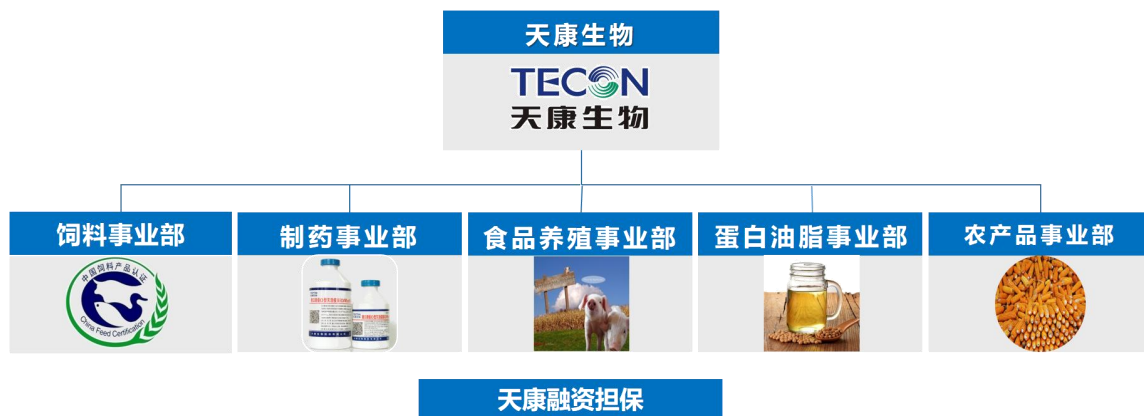 天康生物
TECON
天康生物
饲料事业部
制药事业部
食品养殖事业部
蛋白油脂事业部
农产品事业部
中国饲料产品认证
China Feed Certification
TECON
天康融资担保